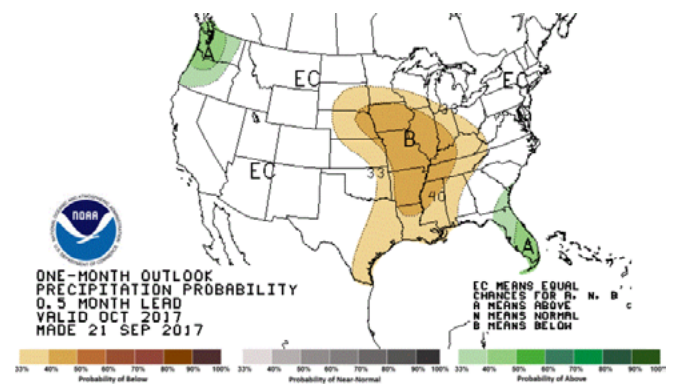 A
EC
EC
33
B
EC
33
40
A
NOAA
ONE-MONTH OUTLOOK
PRECIPITATION PROBABILITY
0.5 MONTH LEAD
VALID OCT 2017
MADE 21 SEP 2017
EC MEANS EQUAL
CHANCES FOR A, N, B
A MEANS ABOVE
N MEANS NORMAL
B MEANS BELOW
33% 40% 50% 60% 70% 80% 90% 100%
Probability of Below
33% 40% 50% 60% 70% 80% 90% 100%
Probability of Near-Normal
33% 40% 50% 60% 70% 80% 90% 100%
Probability of Above